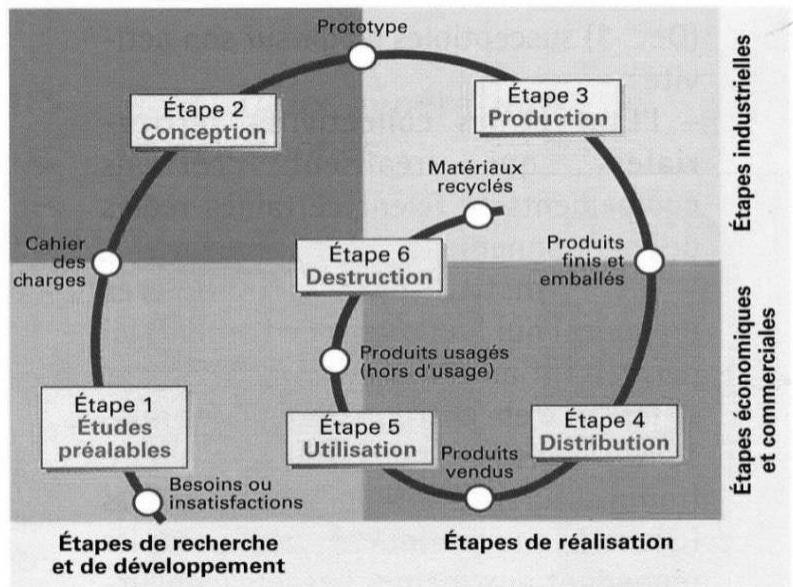 Prototype
Étape 2
Conception
Étape 3
Production
Matériaux
recyclés
Étapes industrielles
Cahier
des
charges
Étape 6
Destruction
Produits
finis et
emballés
Produits usagés
(hors d'usage)
Étape 1
Études
préalables
Étape 5
Utilisation
Étape 4
Distribution
Produits
vendus
Besoins ou
insatisfactions
Étapes économiques
et commerciales
Étapes de recherche
et de développement
Étapes de réalisation